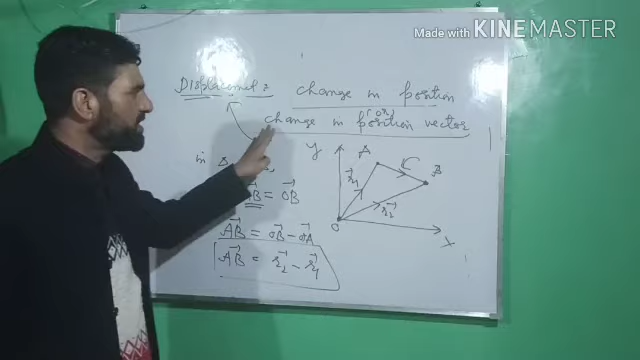 Made with KINEMASTER
Displacement : change in position
(or)
change in position vector
in Δ
B = OB
AB = OB - OA
AB = r2 - r1
Y
A
C
B
r1
r2
O
X